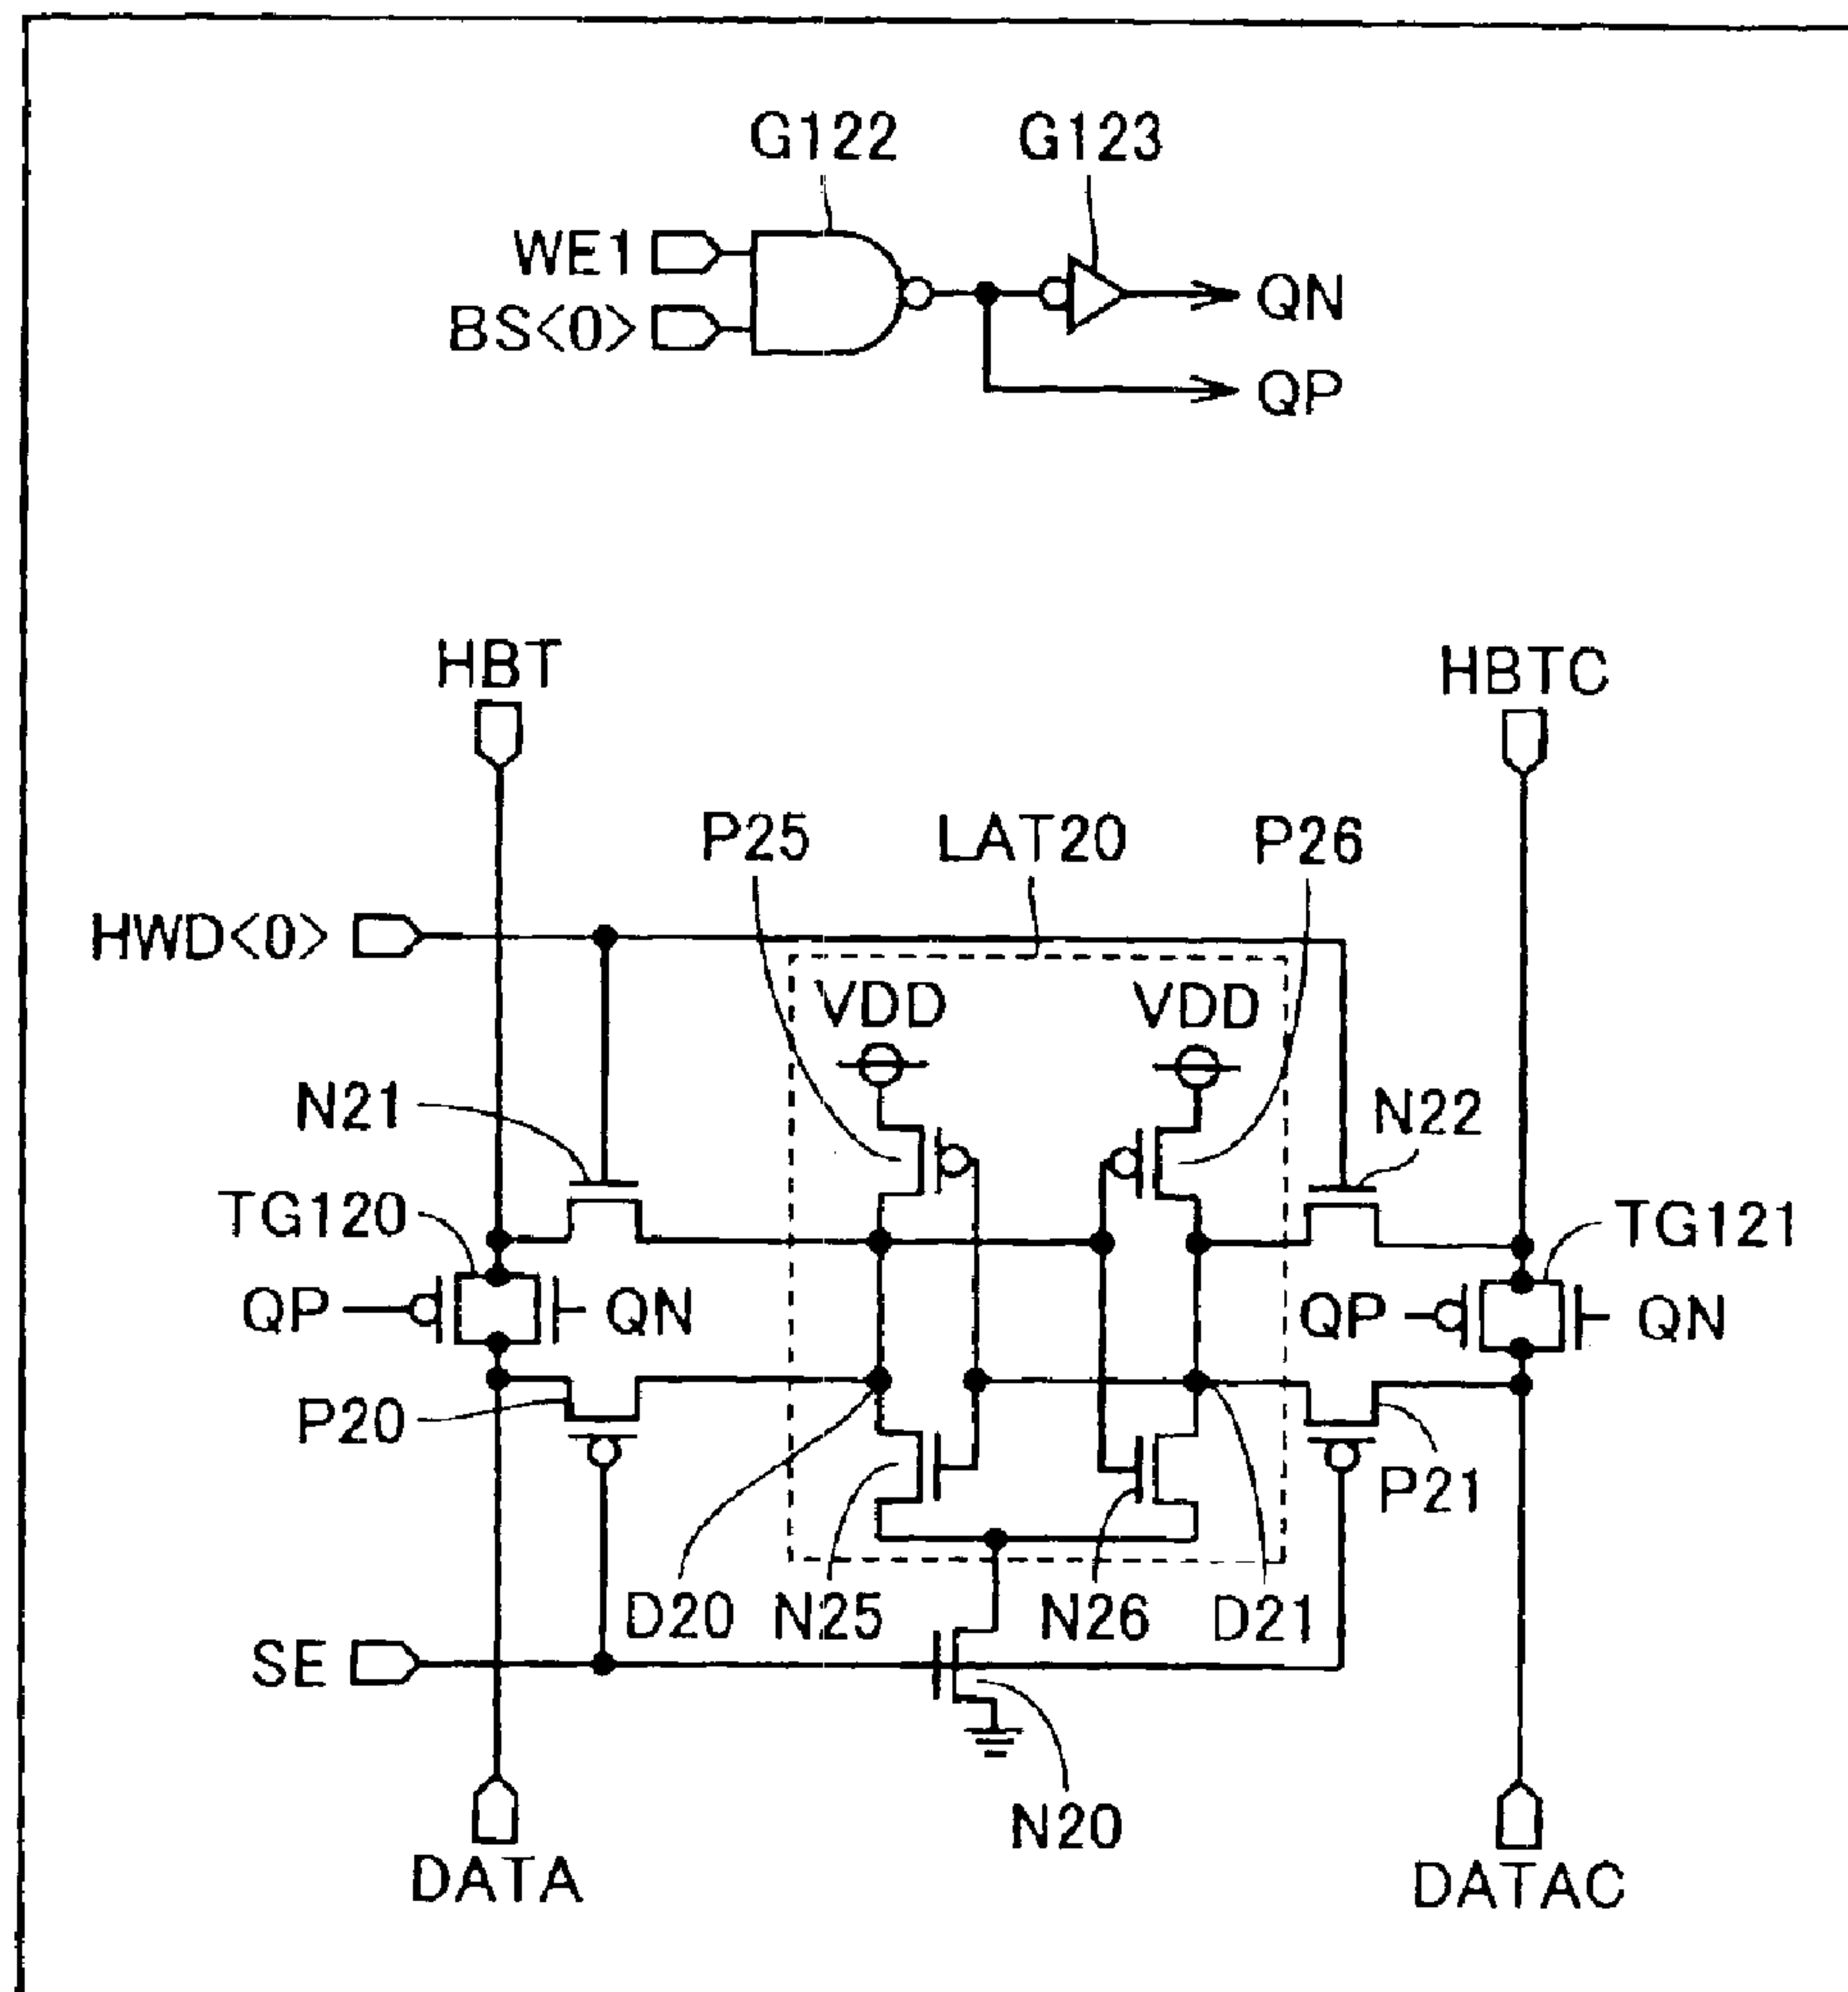 G122 G123
WE1
BS<0>
QN
QP
HBT HBTC
P25 LAT20 P26
HWD<0>
VDD VDD
N21 N22
TG120 TG121
QP QN QP QN
P20 P21
D20 N25 N26 D21
SE
N20
DATA DATAC